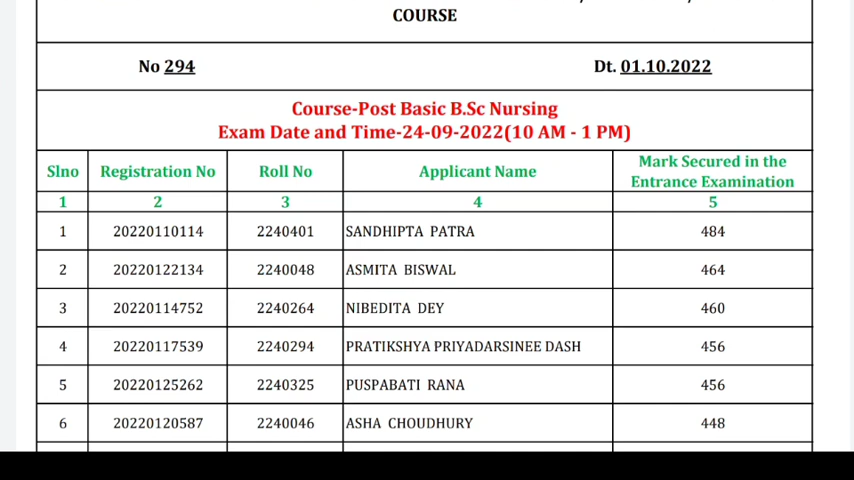 COURSE
No 294 Dt. 01.10.2022
Course-Post Basic B.Sc Nursing
Exam Date and Time-24-09-2022(10 AM - 1 PM)
Slno Registration No Roll No Applicant Name Mark Secured in the Entrance Examination
1 2 3 4 5
1 20220110114 2240401 SANDHIPTA PATRA 484
2 20220122134 2240048 ASMITA BISWAL 464
3 20220114752 2240264 NIBEDITA DEY 460
4 20220117539 2240294 PRATIKSHYA PRIYADARSINEE DASH 456
5 20220125262 2240325 PUSPABATI RANA 456
6 20220120587 2240046 ASHA CHOUDHURY 448